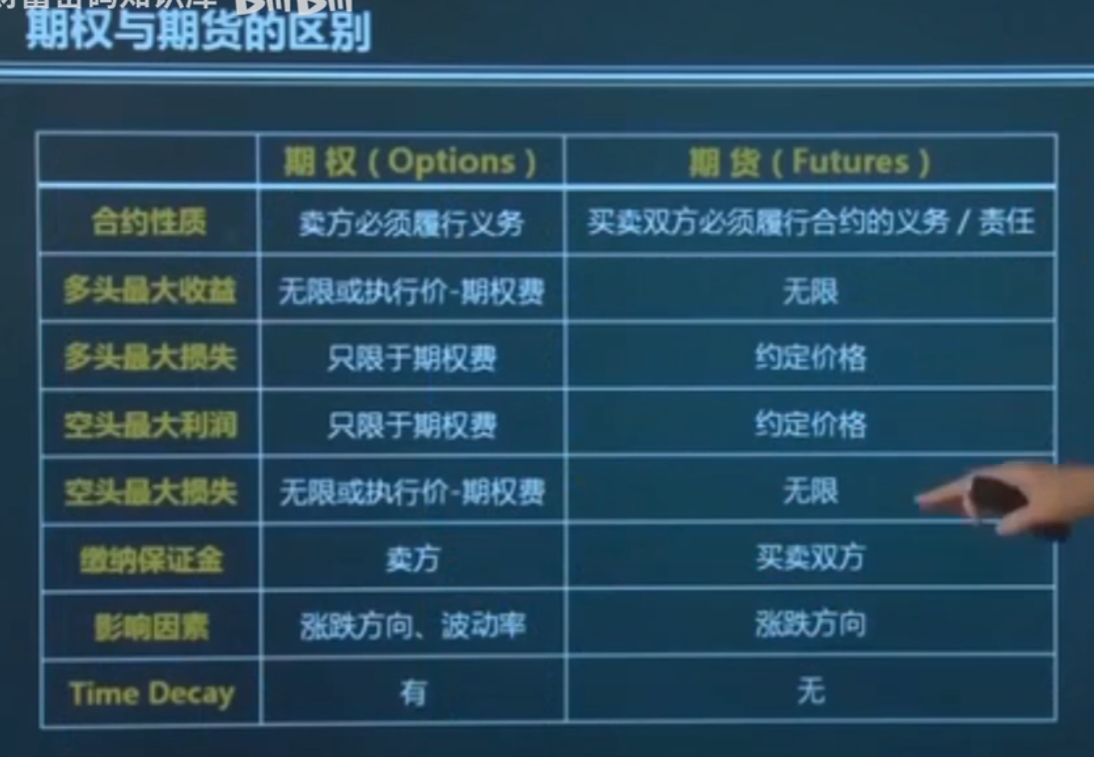 期权与期货的区别
期 权（Options） 期 货（Futures）
合约性质 卖方必须履行义务 买卖双方必须履行合约的义务 / 责任
多头最大收益 无限或执行价-期权费 无限
多头最大损失 只限于期权费 约定价格
空头最大利润 只限于期权费 约定价格
空头最大损失 无限或执行价-期权费 无限
缴纳保证金 卖方 买卖双方
影响因素 涨跌方向、波动率 涨跌方向
Time Decay 有 无